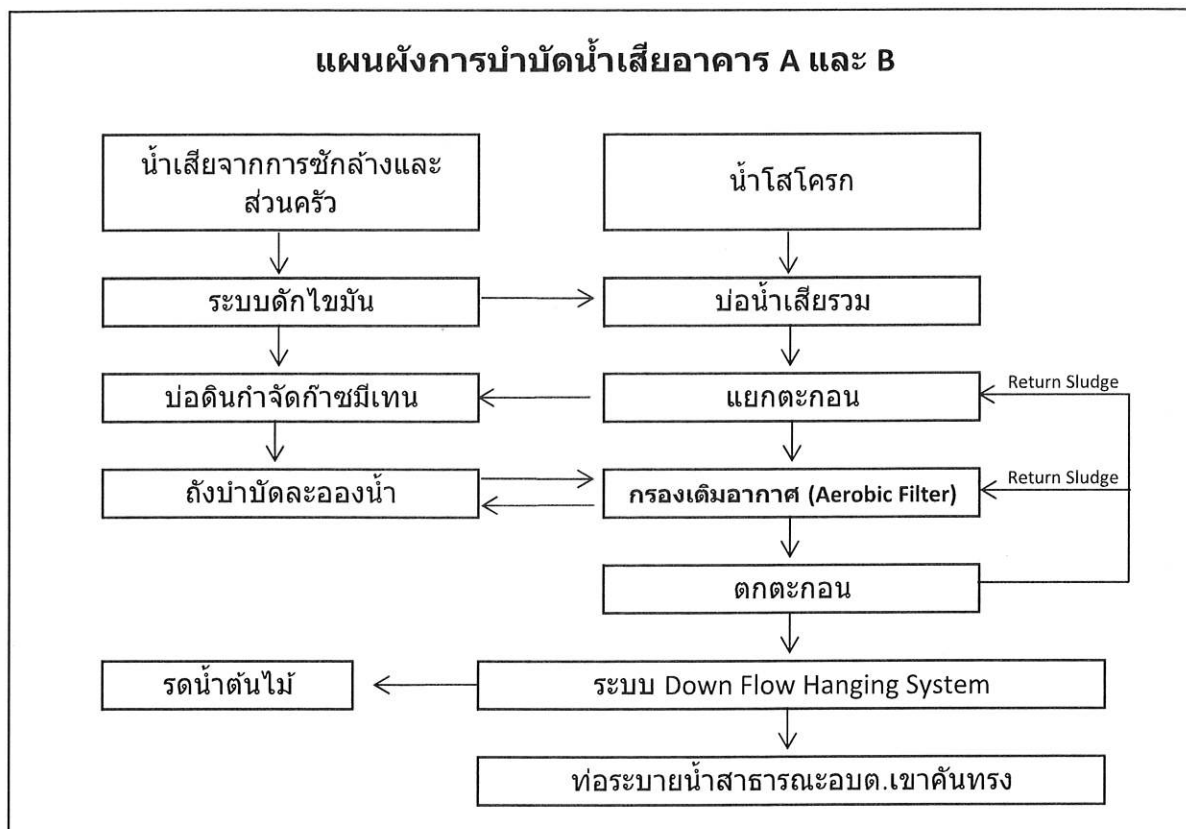 แผนผังการบำบัดน้ำเสียอาคาร A และ B
น้ำเสียจากการซักล้างและ
ส่วนครัว
น้ำโสโครก
ระบบดักไขมัน
บ่อน้ำเสียรวม
บ่อดินกำจัดก๊าซมีเทน
แยกตะกอน
Return Sludge
ถังบำบัดละอองน้ำ
กรองเติมอากาศ (Aerobic Filter)
Return Sludge
ตกตะกอน
รดน้ำต้นไม้
ระบบ Down Flow Hanging System
ท่อระบายน้ำสาธารณะอบต.เขาคันทรง